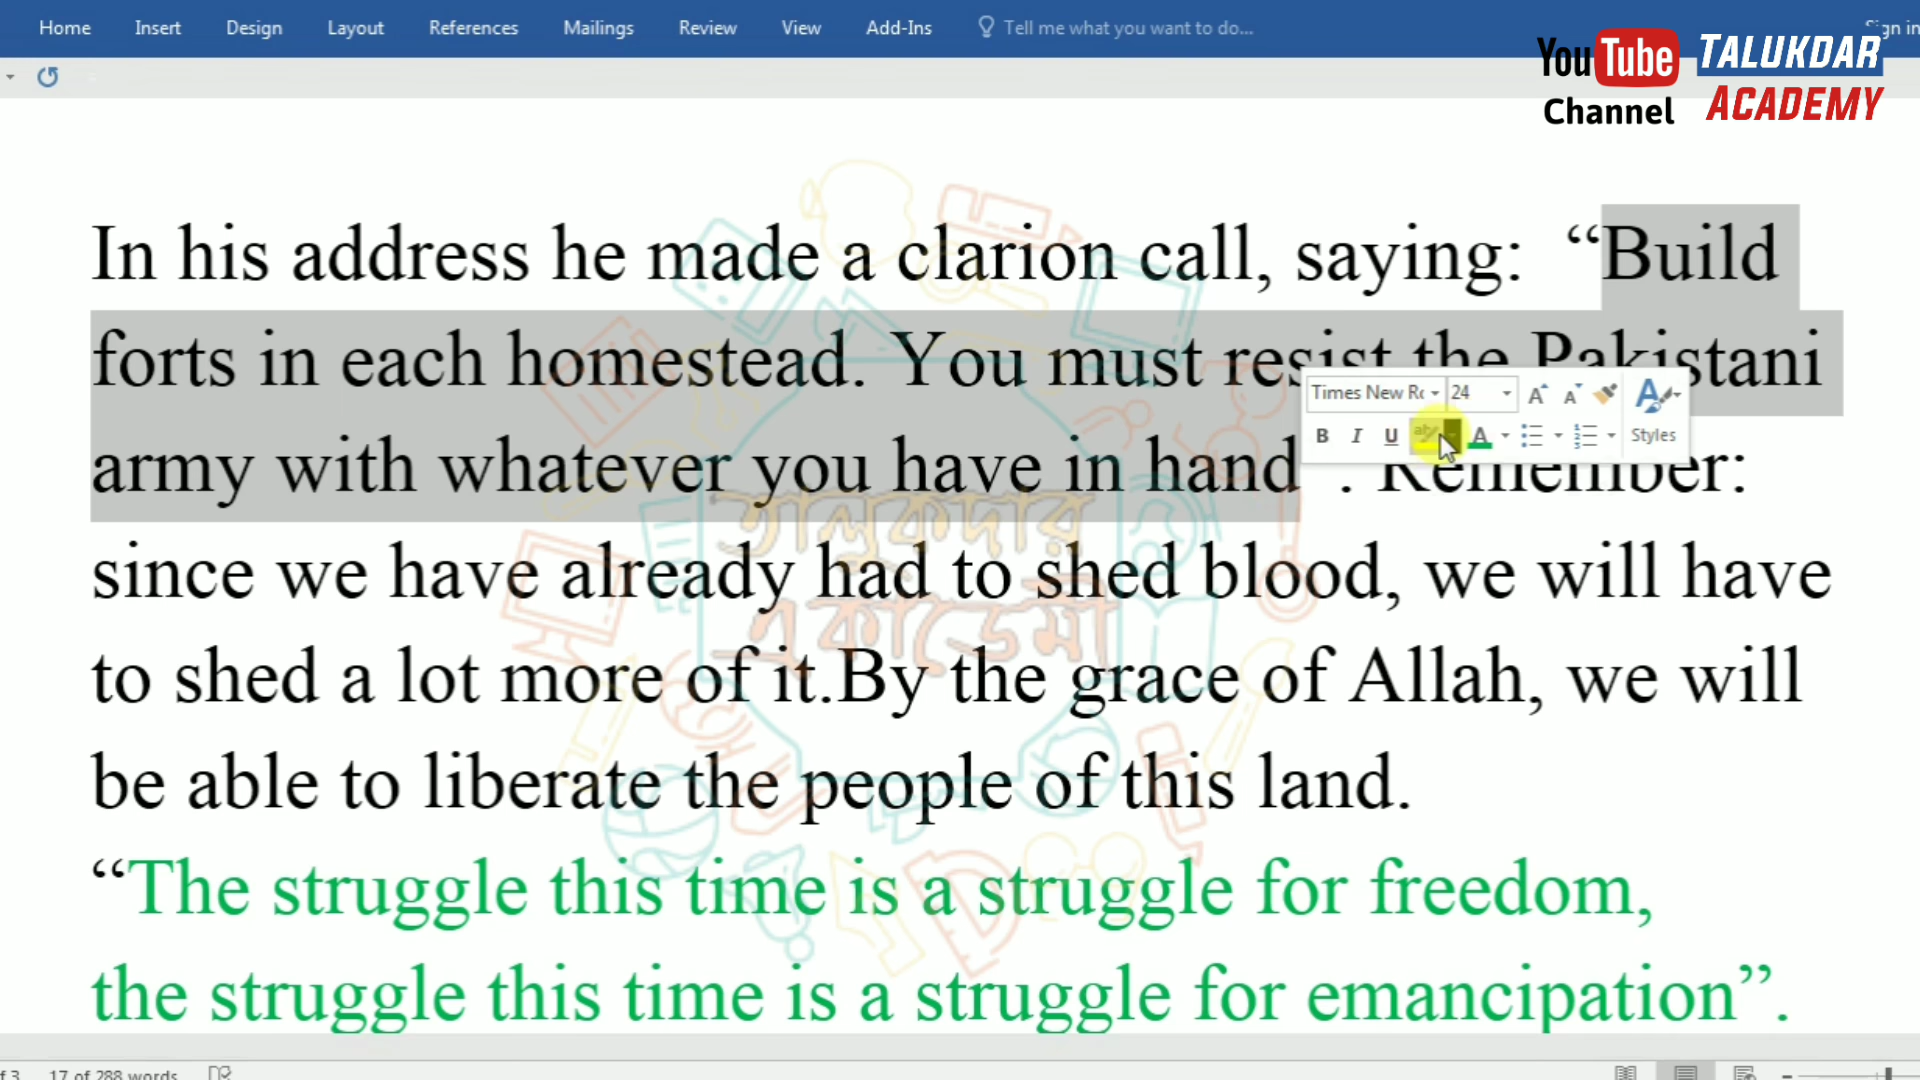 Home Insert Design Layout References Mailings Review View Add-Ins Tell me what you want to do...
You Tube Channel
TALUKDAR ACADEMY
In his address he made a clarion call, saying: “Build
forts in each homestead. You must resist the Pakistani
Times New Ro 24
B I U Styles
army with whatever you have in hand”. Remember:
since we have already had to shed blood, we will have
তালুকদার
একাডেমী
to shed a lot more of it.By the grace of Allah, we will
be able to liberate the people of this land.
“The struggle this time is a struggle for freedom,
the struggle this time is a struggle for emancipation”.
17 of 288 words